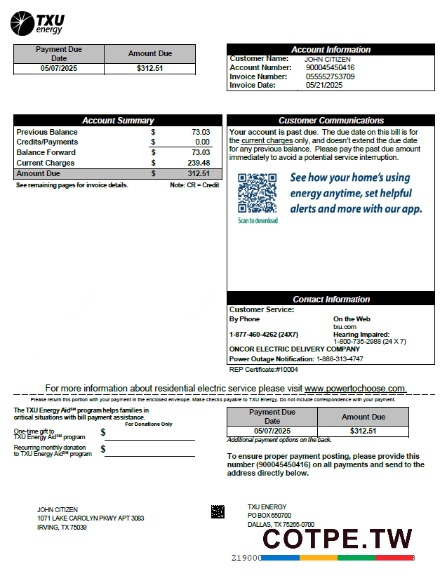 TXU
energy
Payment Due
Date
Amount Due
05/07/2025
$312.51
Account Information
Customer Name: JOHN CITIZEN
Account Number: 900045450416
Invoice Number: 055552753709
Invoice Date: 05/21/2025
Account Summary
Previous Balance $ 73.03
Credits/Payments $ 0.00
Balance Forward $ 73.03
Current Charges $ 239.48
Amount Due $ 312.51
See remaining pages for invoice details. Note: CR = Credit
Customer Communications
Your account is past due. The due date on this bill is for
the current charges only, and doesn't extend the due date
for any previous balance. Please pay the past due amount
immediately to avoid a potential service interruption.
See how your home's using
energy anytime, set helpful
alerts and more with our app.
Scan to download
Contact Information
Customer Service:
By Phone On the Web
txu.com
1-877-460-4262 (24X7) Hearing Impaired:
1-800-735-2988 (24 X 7)
ONCOR ELECTRIC DELIVERY COMPANY
Power Outage Notification: 1-888-313-4747
REP Certificate:#10004
For more information about residential electric service please visit www.powertochoose.com.
Please return this portion with your payment in the enclosed envelope. Make checks payable to TXU Energy. Do not include correspondence with your payment.
The TXU Energy Aid℠ program helps families in
critical situations with bill payment assistance.
For Donations Only
One-time gift to
TXU Energy Aid℠ program $
Recurring monthly donation
to TXU Energy Aid℠ program $
Payment Due
Date
Amount Due
05/07/2025
$312.51
Additional payment options on the back.
To ensure proper payment posting, please provide this
number (900045450416) on all payments and send to the
address directly below.
JOHN CITIZEN
1071 LAKE CAROLYN PKWY APT 3083
IRVING, TX 75039
TXU ENERGY
PO BOX 650700
DALLAS, TX 75265-0700
COTPE.TW
219000